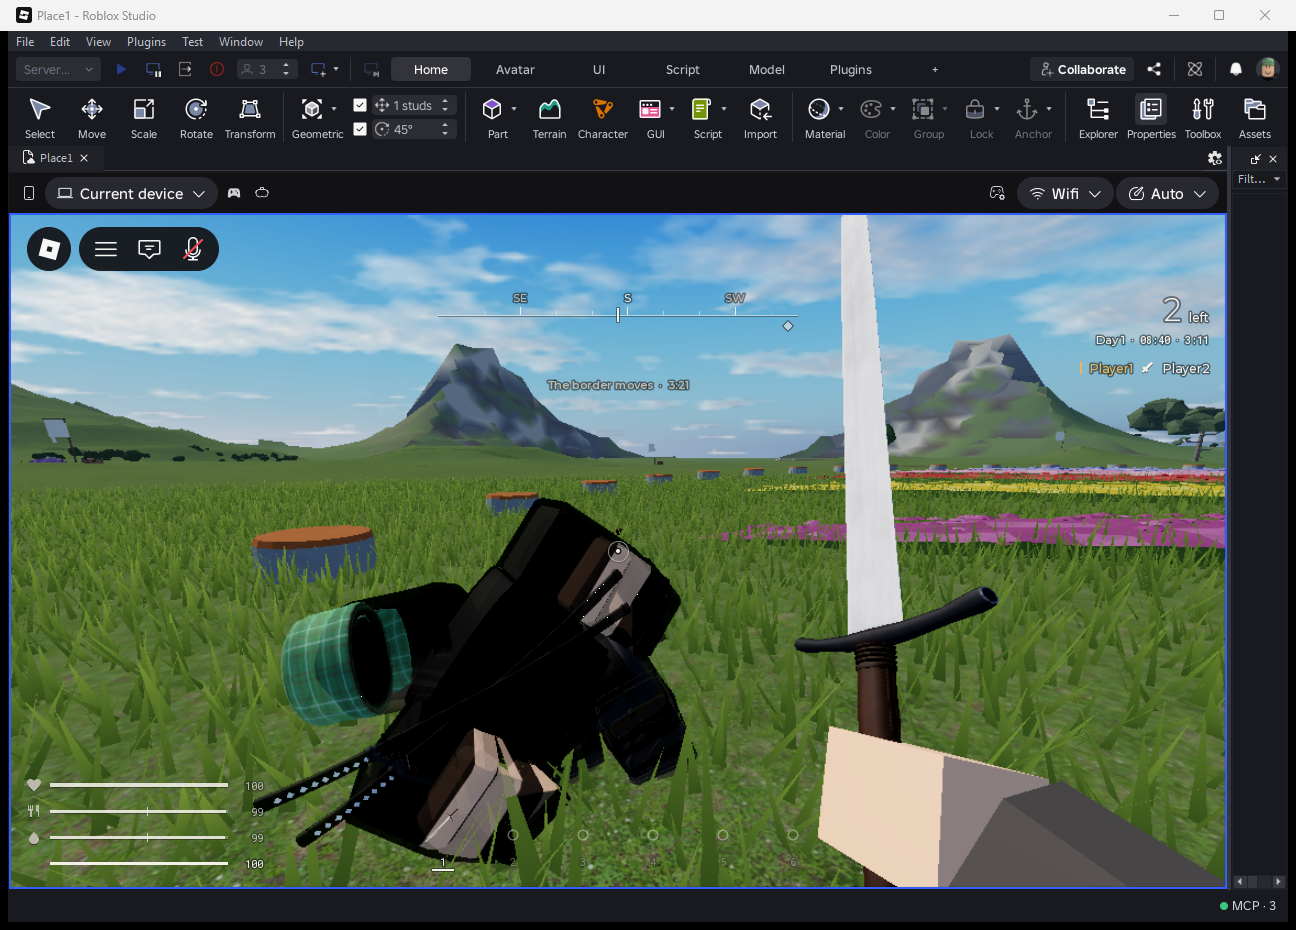 Place1 - Roblox Studio
File Edit View Plugins Test Window Help
Server... 3 Home Avatar UI Script Model Plugins + Collaborate
1 studs
45°
Select Move Scale Rotate Transform Geometric Part Terrain Character GUI Script Import Material Color Group Lock Anchor Explorer Properties Toolbox Assets
Place1
Filt...
Current device Wifi Auto
SE S SW
2 left
Day1 · 08:40 · 3:11
Player1 Player2
The border moves · 3:21
100
99
99
100
1 2 3 4 5 6
MCP · 3